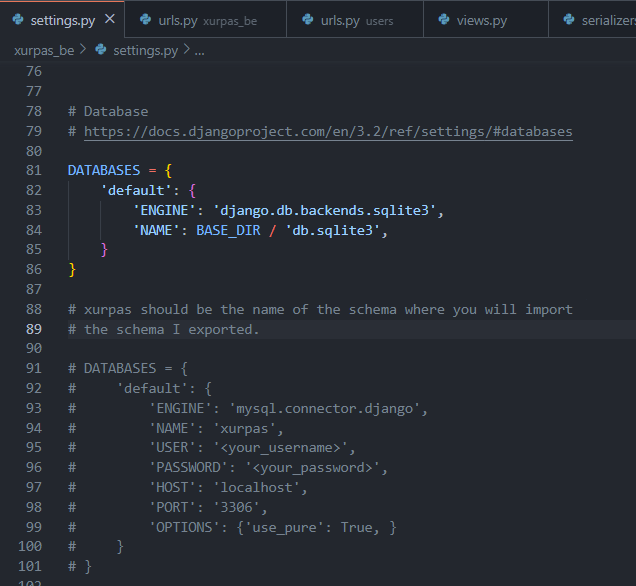 settings.py ×
urls.py xurpas_be
urls.py users
views.py
serializers
xurpas_be > settings.py > ...
76
77
78 # Database
79 # https://docs.djangoproject.com/en/3.2/ref/settings/#databases
80
81 DATABASES = {
82     'default': {
83         'ENGINE': 'django.db.backends.sqlite3',
84         'NAME': BASE_DIR / 'db.sqlite3',
85     }
86 }
87
88 # xurpas should be the name of the schema where you will import
89 # the schema I exported.
90
91 # DATABASES = {
92 #     'default': {
93 #         'ENGINE': 'mysql.connector.django',
94 #         'NAME': 'xurpas',
95 #         'USER': '<your_username>',
96 #         'PASSWORD': '<your_password>',
97 #         'HOST': 'localhost',
98 #         'PORT': '3306',
99 #         'OPTIONS': {'use_pure': True, }
100 #     }
101 # }
102